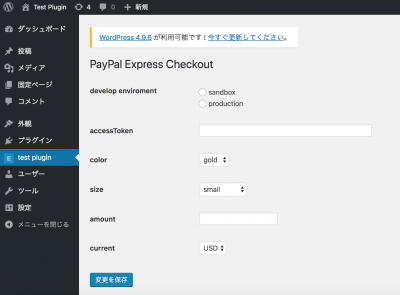 Test Plugin 4 0 新規
ダッシュボード
投稿
メディア
固定ページ
コメント
外観
プラグイン
E test plugin
ユーザー
ツール
設定
メニューを閉じる
WordPress 4.9.6 が利用可能です ! 今すぐ更新してください。
PayPal Express Checkout
develop enviroment
sandbox
production
accessToken
color gold
size small
amount
current USD
変更を保存